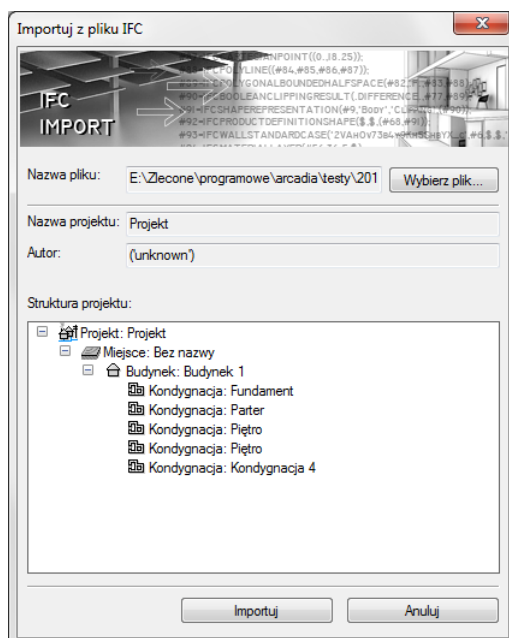 Importuj z pliku IFC
IFC
IMPORT
Nazwa pliku: E:\Zlecone\programowe\arcadia\testy\201 Wybierz plik...
Nazwa projektu: Projekt
Autor: ('unknown')
Struktura projektu:
Projekt: Projekt
Miejsce: Bez nazwy
Budynek: Budynek 1
Kondygnacja: Fundament
Kondygnacja: Parter
Kondygnacja: Piętro
Kondygnacja: Piętro
Kondygnacja: Kondygnacja 4
Importuj Anuluj